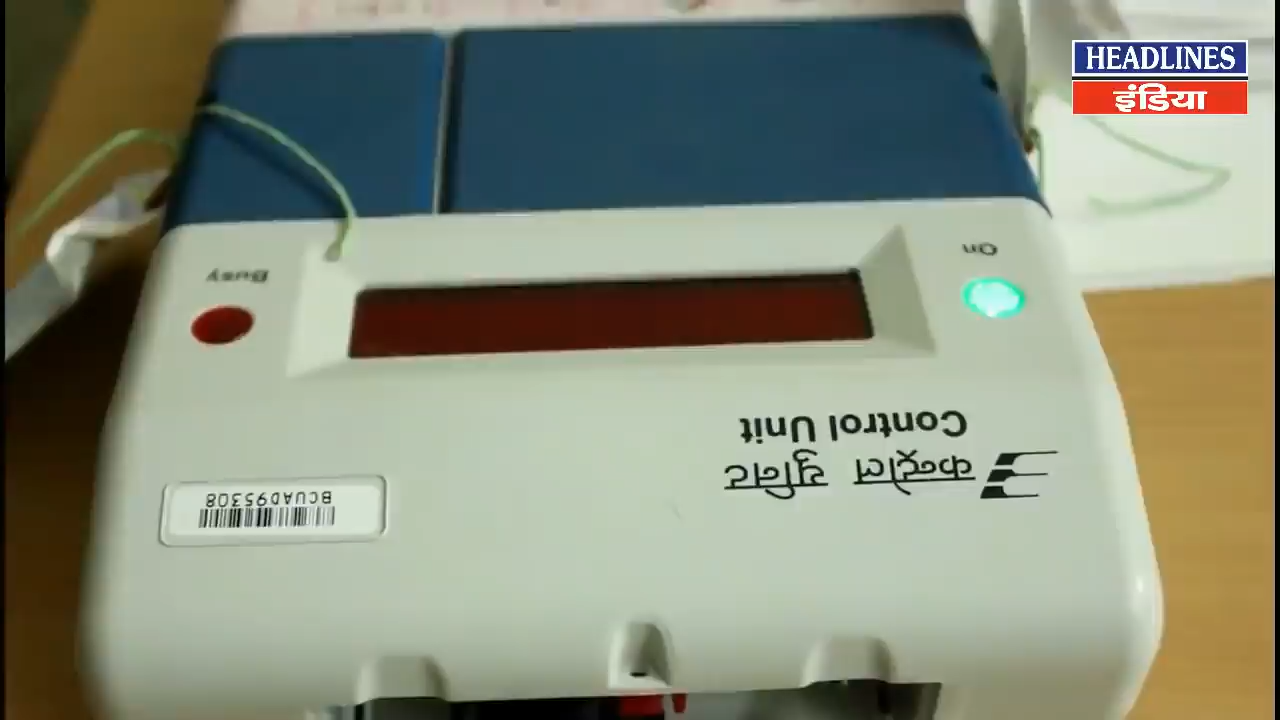 HEADLINES
इंडिया
On
Busy
कन्ट्रोल यूनिट
Control Unit
BCUAD95308